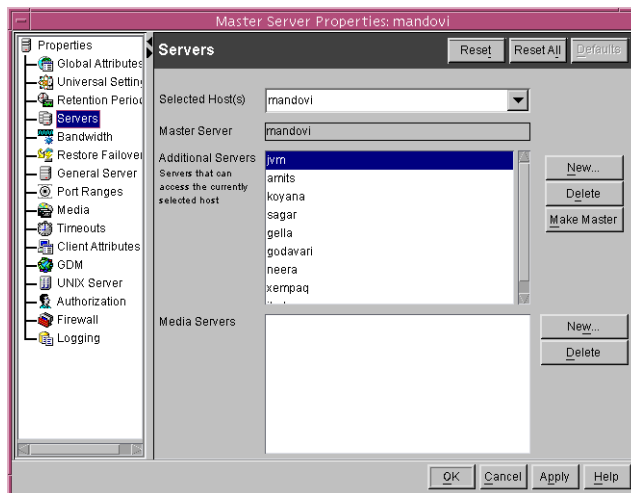 Master Server Properties: mandovi
Properties
Global Attributes
Universal Settin
Retention Period
Servers
Bandwidth
Restore Failover
General Server
Port Ranges
Media
Timeouts
Client Attributes
GDM
UNIX Server
Authorization
Firewall
Logging
Servers
Reset
Reset All
Defaults
Selected Host(s)
mandovi
Master Server
mandovi
Additional Servers
Servers that can
access the currently
selected host
jvm
amits
koyana
sagar
gella
godavari
neera
xempaq
New...
Delete
Make Master
Media Servers
New...
Delete
OK
Cancel
Apply
Help